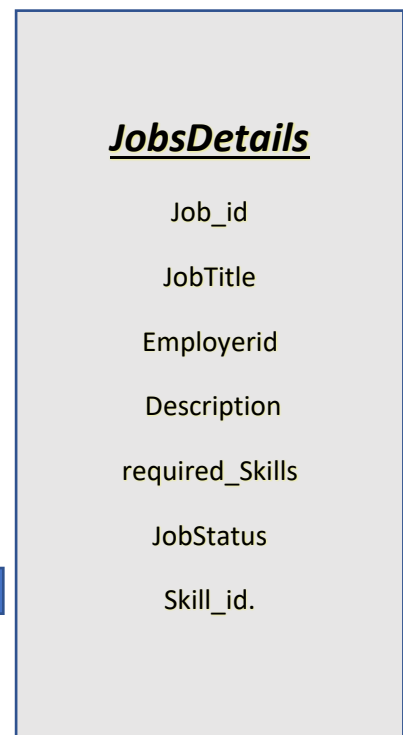 JobsDetails
Job_id
JobTitle
Employerid
Description
required_Skills
JobStatus
Skill_id.